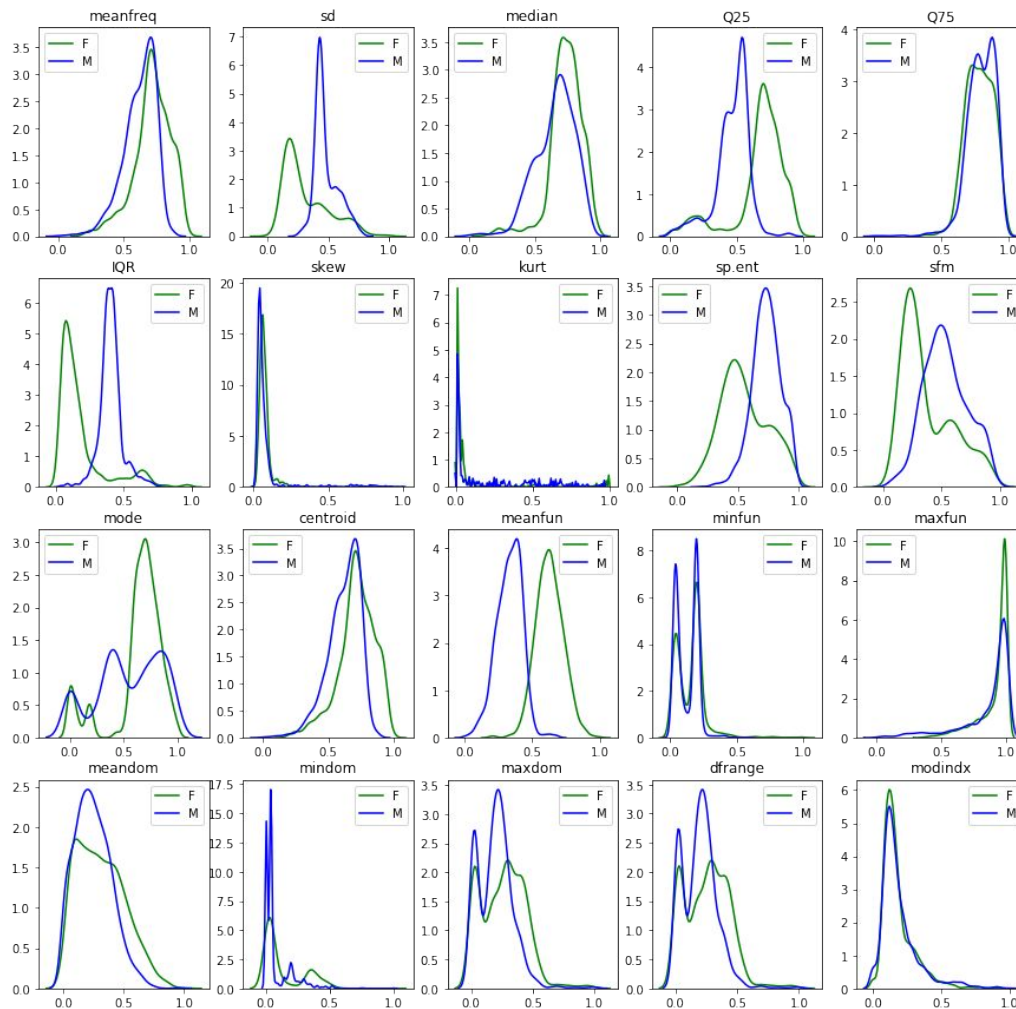 meanfreq
3.5
3.0
2.5
2.0
1.5
1.0
0.5
0.0
F
M
0.0 0.5 1.0
sd
7
6
5
4
3
2
1
0
F
M
0.0 0.5 1.0
median
3.5
3.0
2.5
2.0
1.5
1.0
0.5
0.0
F
M
0.0 0.5 1.0
Q25
4
3
2
1
0
F
M
0.0 0.5 1.0
Q75
4
3
2
1
0
F
M
0.0 0.5 1.0
IQR
6
5
4
3
2
1
0
F
M
0.0 0.5 1.0
skew
20
15
10
5
0
F
M
0.0 0.5 1.0
kurt
7
6
5
4
3
2
1
0
F
M
0.0 0.5 1.0
sp.ent
3.5
3.0
2.5
2.0
1.5
1.0
0.5
0.0
F
M
0.0 0.5 1.0
sfm
2.5
2.0
1.5
1.0
0.5
0.0
F
M
0.0 0.5 1.0
mode
3.0
2.5
2.0
1.5
1.0
0.5
0.0
F
M
0.0 0.5 1.0
centroid
3.5
3.0
2.5
2.0
1.5
1.0
0.5
0.0
F
M
0.0 0.5 1.0
meanfun
4
3
2
1
0
F
M
0.0 0.5 1.0
minfun
8
6
4
2
0
F
M
0.0 0.5 1.0
maxfun
10
8
6
4
2
0
F
M
0.0 0.5 1.0
meandom
2.5
2.0
1.5
1.0
0.5
0.0
F
M
0.0 0.5 1.0
mindom
17.5
15.0
12.5
10.0
7.5
5.0
2.5
0.0
F
M
0.0 0.5 1.0
maxdom
3.5
3.0
2.5
2.0
1.5
1.0
0.5
0.0
F
M
0.0 0.5 1.0
dfrange
3.5
3.0
2.5
2.0
1.5
1.0
0.5
0.0
F
M
0.0 0.5 1.0
modindx
6
5
4
3
2
1
0
F
M
0.0 0.5 1.0